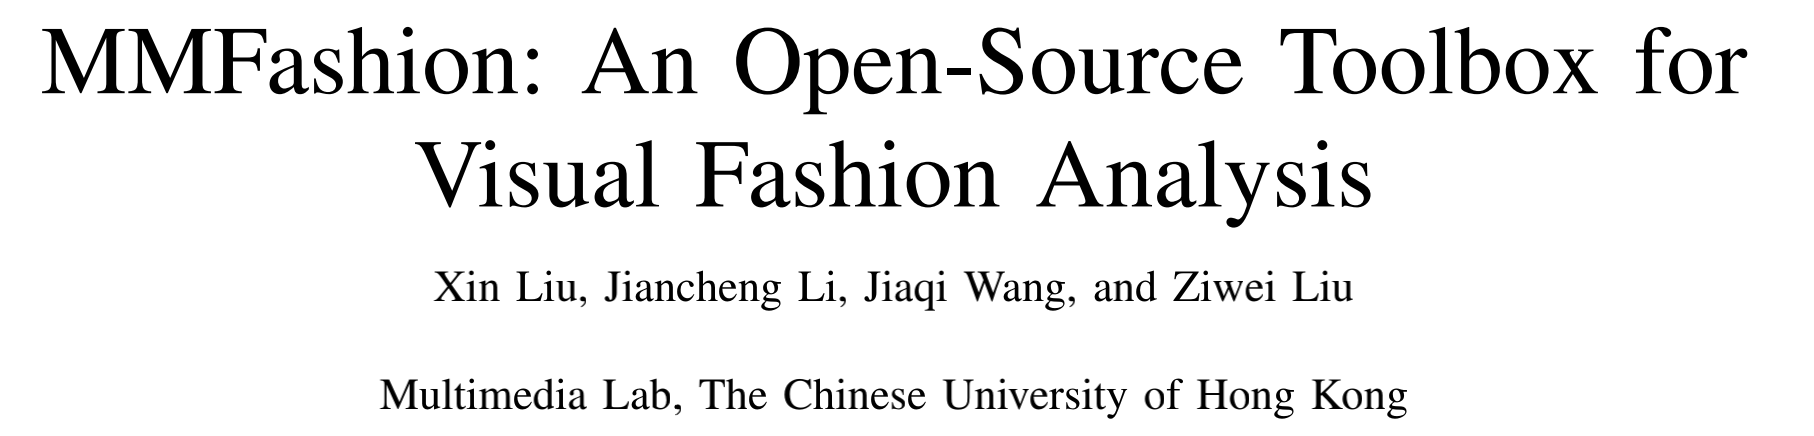 MMFashion: An Open-Source Toolbox for
Visual Fashion Analysis
Xin Liu, Jiancheng Li, Jiaqi Wang, and Ziwei Liu
Multimedia Lab, The Chinese University of Hong Kong